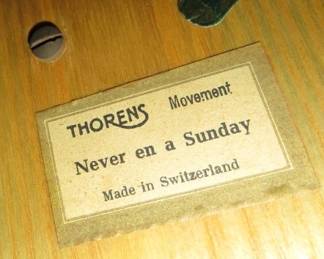 THORENS Movement
Never en a Sunday
Made in Switzerland